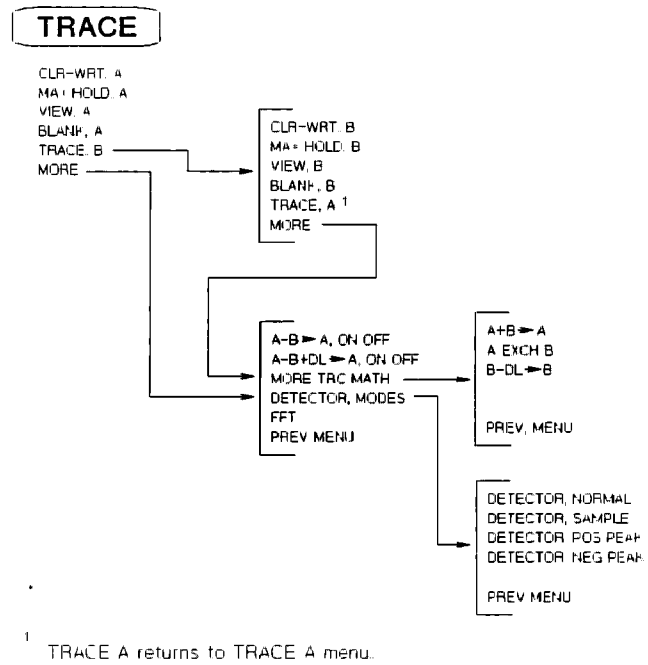 TRACE
CLR-WRT. A
MAX HOLD. A
VIEW. A
BLANK, A
TRACE. B
MORE
CLR-WRT. B
MAX HOLD. B
VIEW, B
BLANK, B
TRACE, A 1
MORE
A-B➨A, ON OFF
A-B+DL➨A, ON OFF
MORE TRC MATH
DETECTOR, MODES
FFT
PREV MENU
A+B➨A
A EXCH B
B-DL➨B
PREV, MENU
DETECTOR, NORMAL
DETECTOR, SAMPLE
DETECTOR POS PEAK
DETECTOR NEG PEAK
PREV MENU
1 TRACE A returns to TRACE A menu.